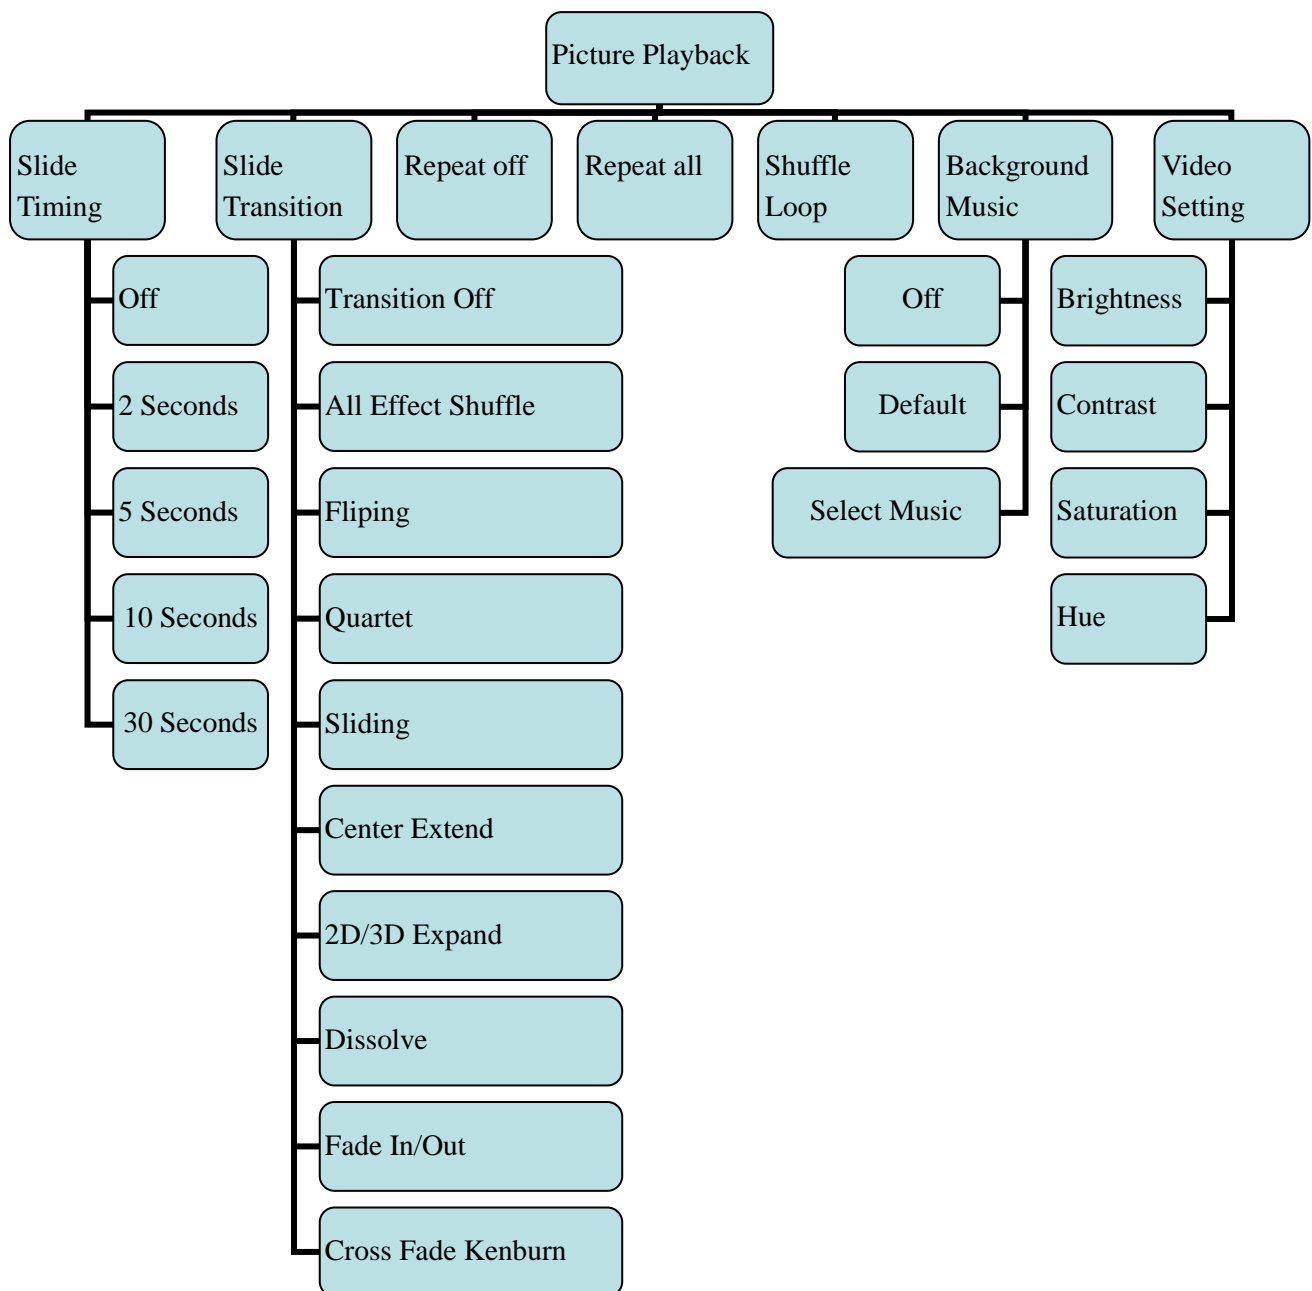 Picture Playback
Slide
Timing
Slide
Transition
Repeat off
Repeat all
Shuffle
Loop
Background
Music
Video
Setting
Off
2 Seconds
5 Seconds
10 Seconds
30 Seconds
Transition Off
All Effect Shuffle
Fliping
Quartet
Sliding
Center Extend
2D/3D Expand
Dissolve
Fade In/Out
Cross Fade Kenburn
Off
Default
Select Music
Brightness
Contrast
Saturation
Hue